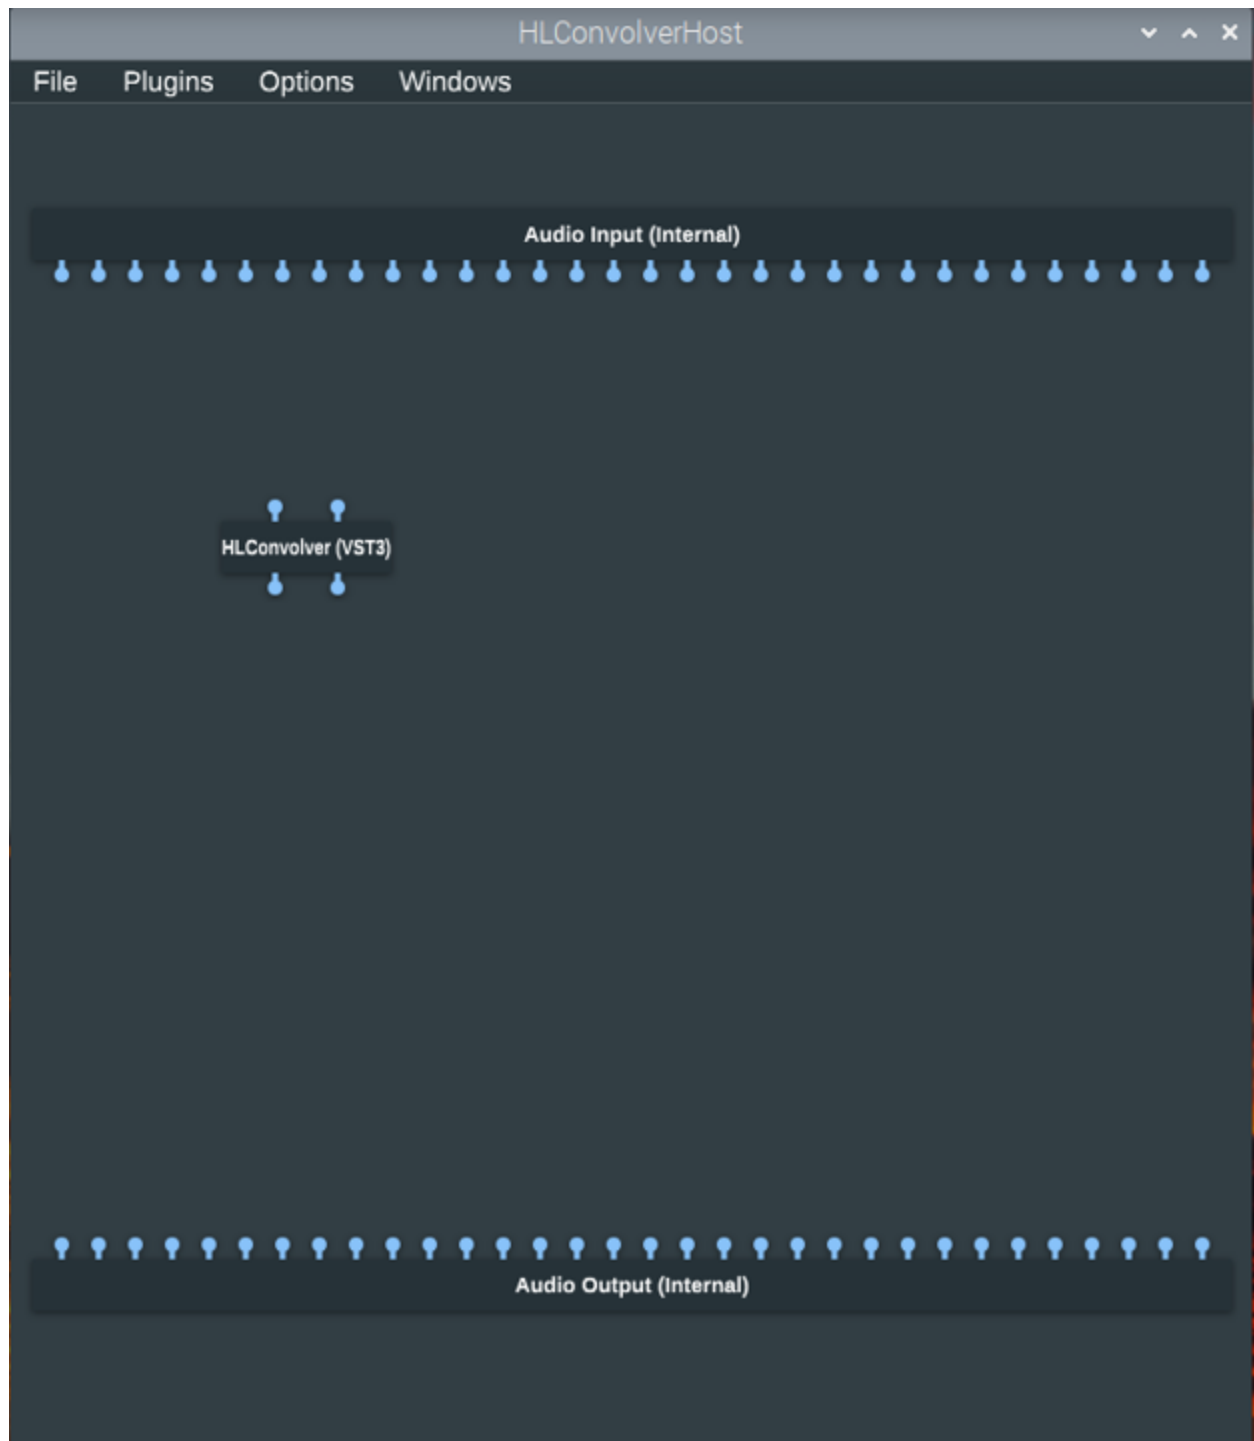 HLConvolverHost
File Plugins Options Windows
Audio Input (Internal)
HLConvolver (VST3)
Audio Output (Internal)